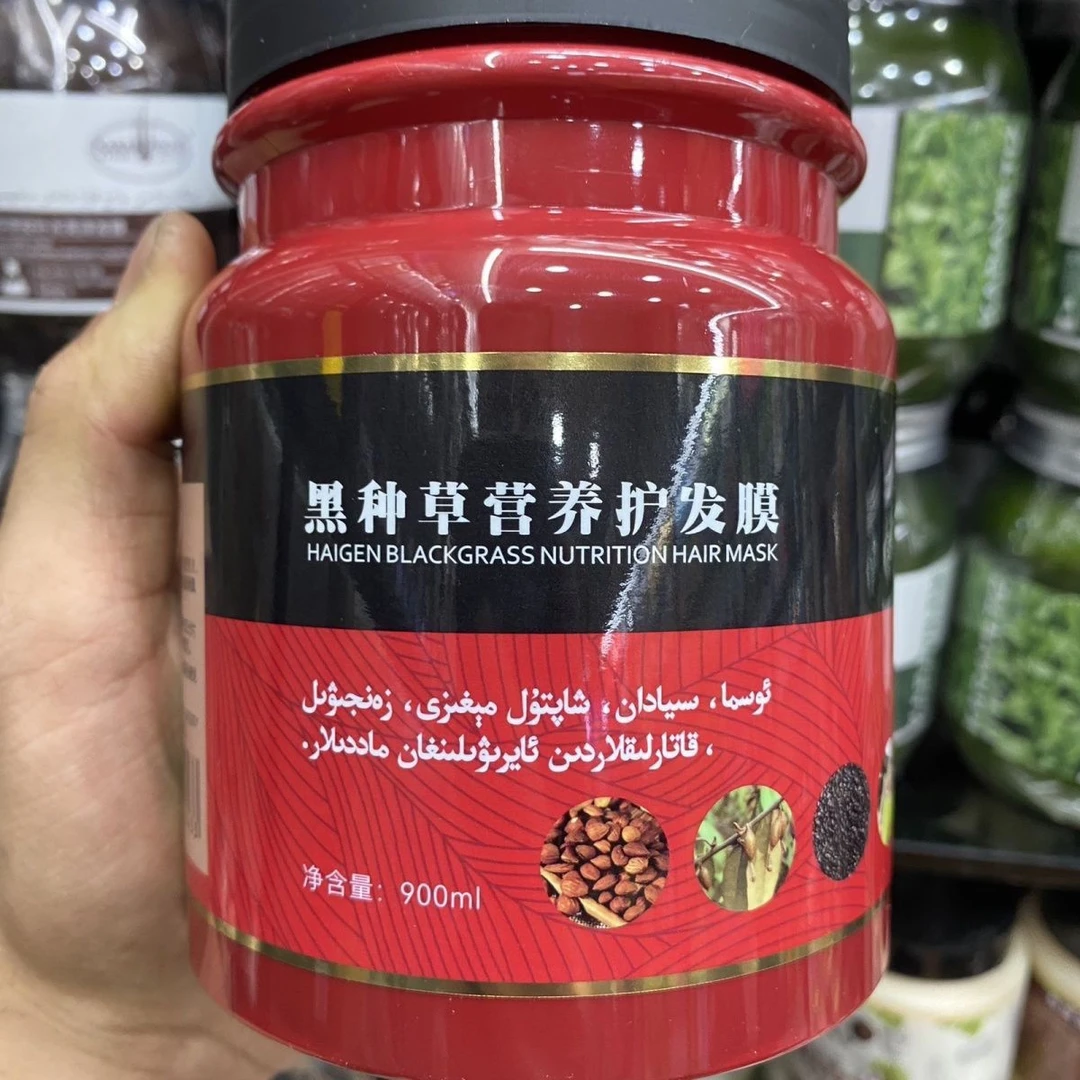 黑种草营养护发膜
HAIGEN BLACKGRASS NUTRITION HAIR MASK
ئوسما، سىيادان، شاپتۇل مېغىزى، زەنجىۋىل
، قاتارلىقلاردىن ئايرىۋېلىنغان ماددىلار.
净含量: 900ml